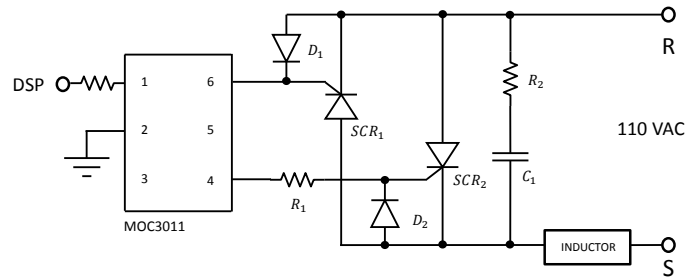 R
D₁
DSP
1
6
R₂
2
5
SCR₁
110 VAC
3
4
SCR₂
C₁
R₁
D₂
MOC3011
INDUCTOR
S